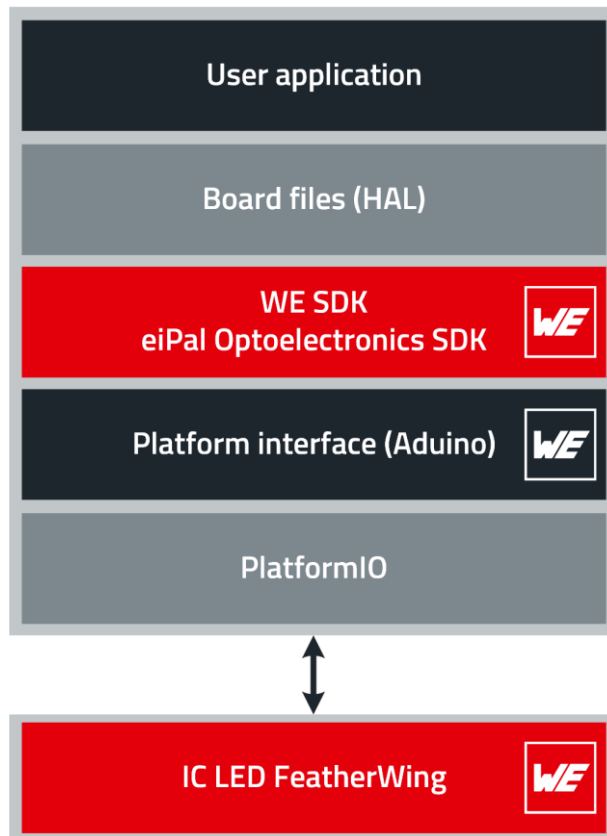 User application
Board files (HAL)
WE SDK
eiPal Optoelectronics SDK
WE
Platform interface (Aduino)
WE
PlatformIO
IC LED FeatherWing
WE